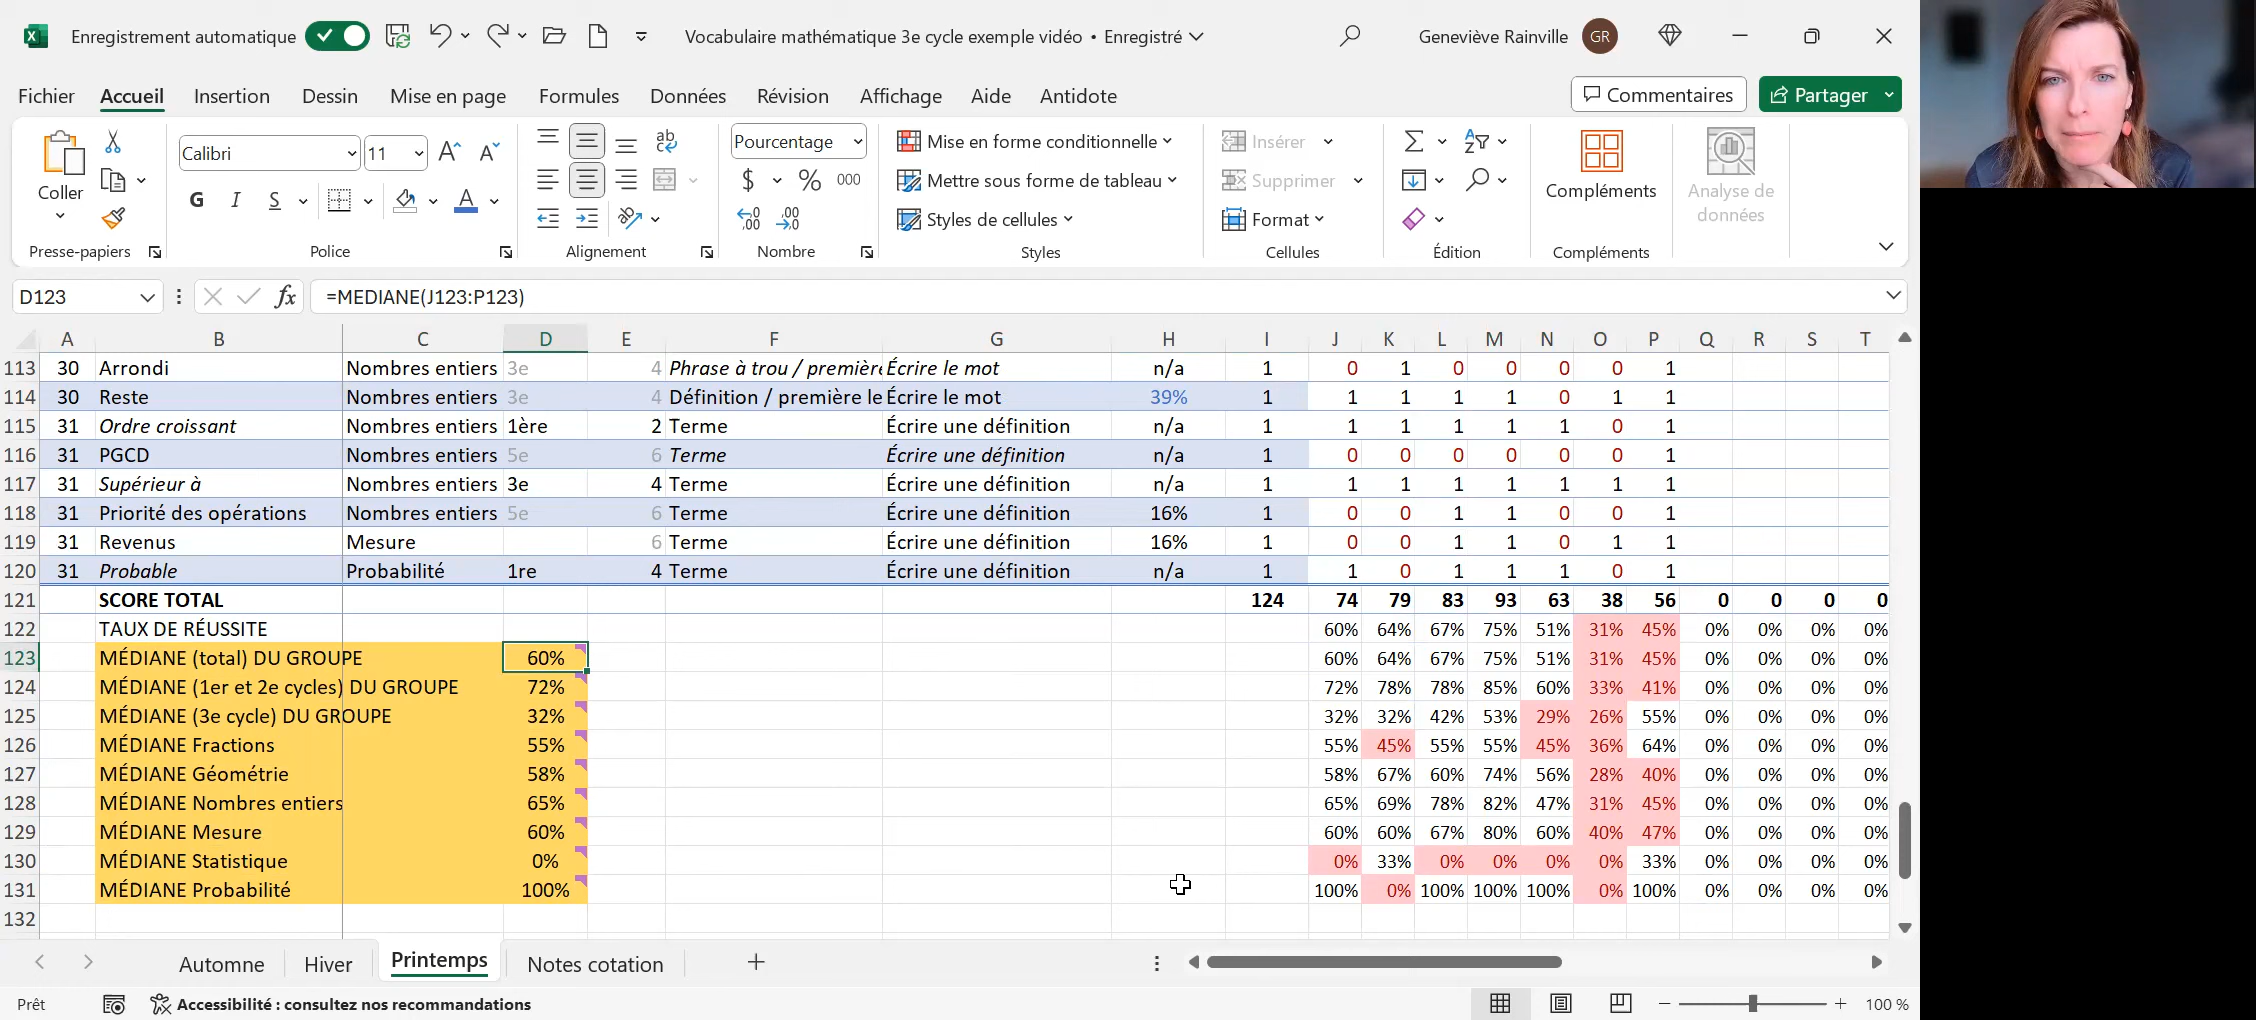 Enregistrement automatique Vocabulaire mathématique 3e cycle exemple vidéo • Enregistré Geneviève Rainville GR
Fichier Accueil Insertion Dessin Mise en page Formules Données Révision Affichage Aide Antidote Commentaires Partager
Coller Calibri 11 Pourcentage Mise en forme conditionnelle Insérer
G I S $ % 000 Mettre sous forme de tableau Supprimer Compléments Analyse de données
Styles de cellules Format
Presse-papiers Police Alignement Nombre Styles Cellules Édition Compléments
D123 fx =MEDIANE(J123:P123)
A B C D E F G H I J K L M N O P Q R S T
113 30 Arrondi Nombres entiers 3e 4 Phrase à trou / première Écrire le mot n/a 1 0 1 0 0 0 0 1
114 30 Reste Nombres entiers 3e 4 Définition / première le Écrire le mot 39% 1 1 1 1 1 0 1 1
115 31 Ordre croissant Nombres entiers 1ère 2 Terme Écrire une définition n/a 1 1 1 1 1 1 0 1
116 31 PGCD Nombres entiers 5e 6 Terme Écrire une définition n/a 1 0 0 0 0 0 0 1
117 31 Supérieur à Nombres entiers 3e 4 Terme Écrire une définition n/a 1 1 1 1 1 1 1 1
118 31 Priorité des opérations Nombres entiers 5e 6 Terme Écrire une définition 16% 1 0 0 1 1 0 0 1
119 31 Revenus Mesure 6 Terme Écrire une définition 16% 1 0 0 1 1 0 1 1
120 31 Probable Probabilité 1re 4 Terme Écrire une définition n/a 1 1 0 1 1 1 0 1
121 SCORE TOTAL 124 74 79 83 93 63 38 56 0 0 0 0
122 TAUX DE RÉUSSITE 60% 64% 67% 75% 51% 31% 45% 0% 0% 0% 0%
123 MÉDIANE (total) DU GROUPE 60% 60% 64% 67% 75% 51% 31% 45% 0% 0% 0% 0%
124 MÉDIANE (1er et 2e cycles) DU GROUPE 72% 72% 78% 78% 85% 60% 33% 41% 0% 0% 0% 0%
125 MÉDIANE (3e cycle) DU GROUPE 32% 32% 32% 42% 53% 29% 26% 55% 0% 0% 0% 0%
126 MÉDIANE Fractions 55% 55% 45% 55% 55% 45% 36% 64% 0% 0% 0% 0%
127 MÉDIANE Géométrie 58% 58% 67% 60% 74% 56% 28% 40% 0% 0% 0% 0%
128 MÉDIANE Nombres entiers 65% 65% 69% 78% 82% 47% 31% 45% 0% 0% 0% 0%
129 MÉDIANE Mesure 60% 60% 60% 67% 80% 60% 40% 47% 0% 0% 0% 0%
130 MÉDIANE Statistique 0% 0% 33% 0% 0% 0% 0% 33% 0% 0% 0% 0%
131 MÉDIANE Probabilité 100% 100% 0% 100% 100% 100% 0% 100% 0% 0% 0% 0%
132
Automne Hiver Printemps Notes cotation
Prêt Accessibilité : consultez nos recommandations 100 %